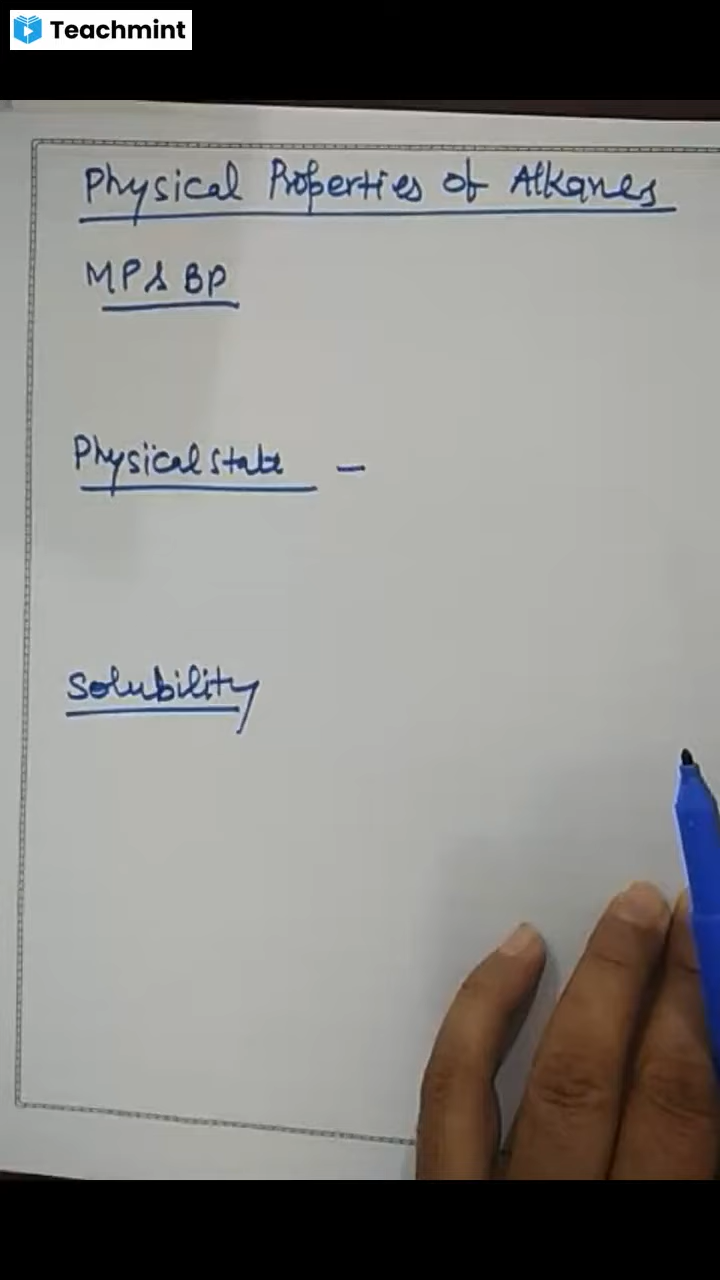 Teachmint
Physical Properties of Alkanes
MP & BP
Physical state -
Solubility